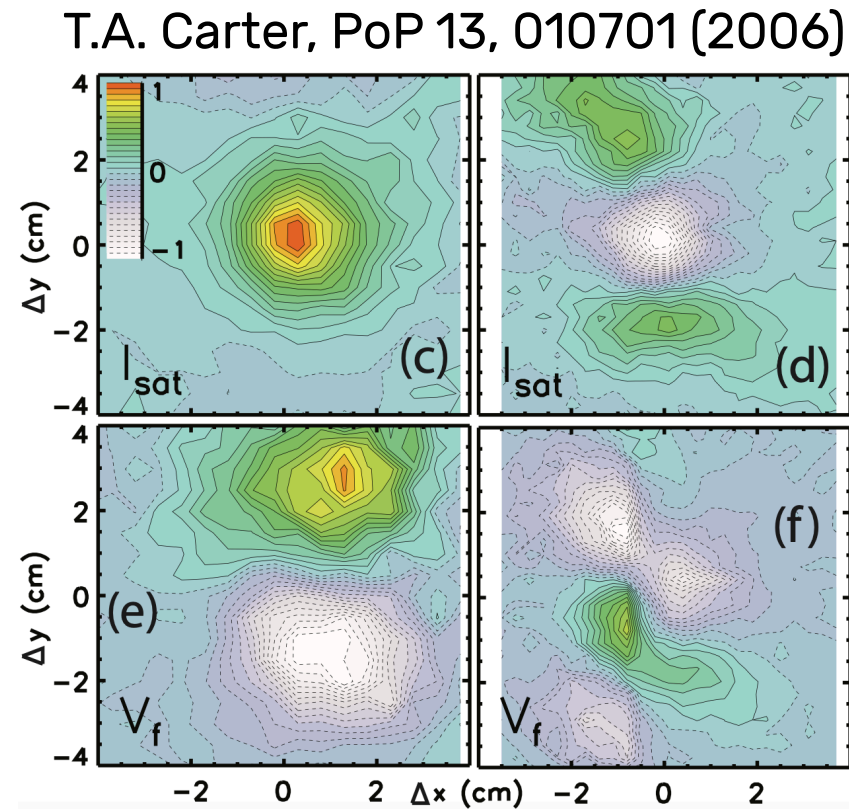 T.A. Carter, PoP 13, 010701 (2006)
4
2
0
−2
−4
Δy (cm)
1
0
−1
I_sat
(c)
I_sat
(d)
4
2
0
−2
−4
Δy (cm)
(e)
V_f
(f)
V_f
−2 0 2 Δx (cm) −2 0 2